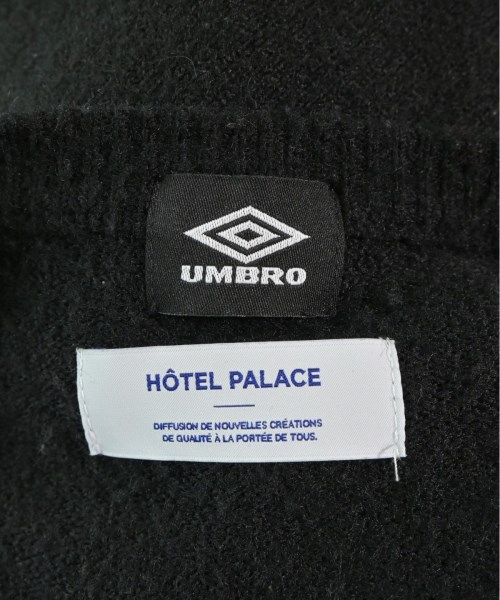 UMBRO
HÔTEL PALACE
DIFFUSION DE NOUVELLES CRÉATIONS
DE QUALITÉ À LA PORTÉE DE TOUS.